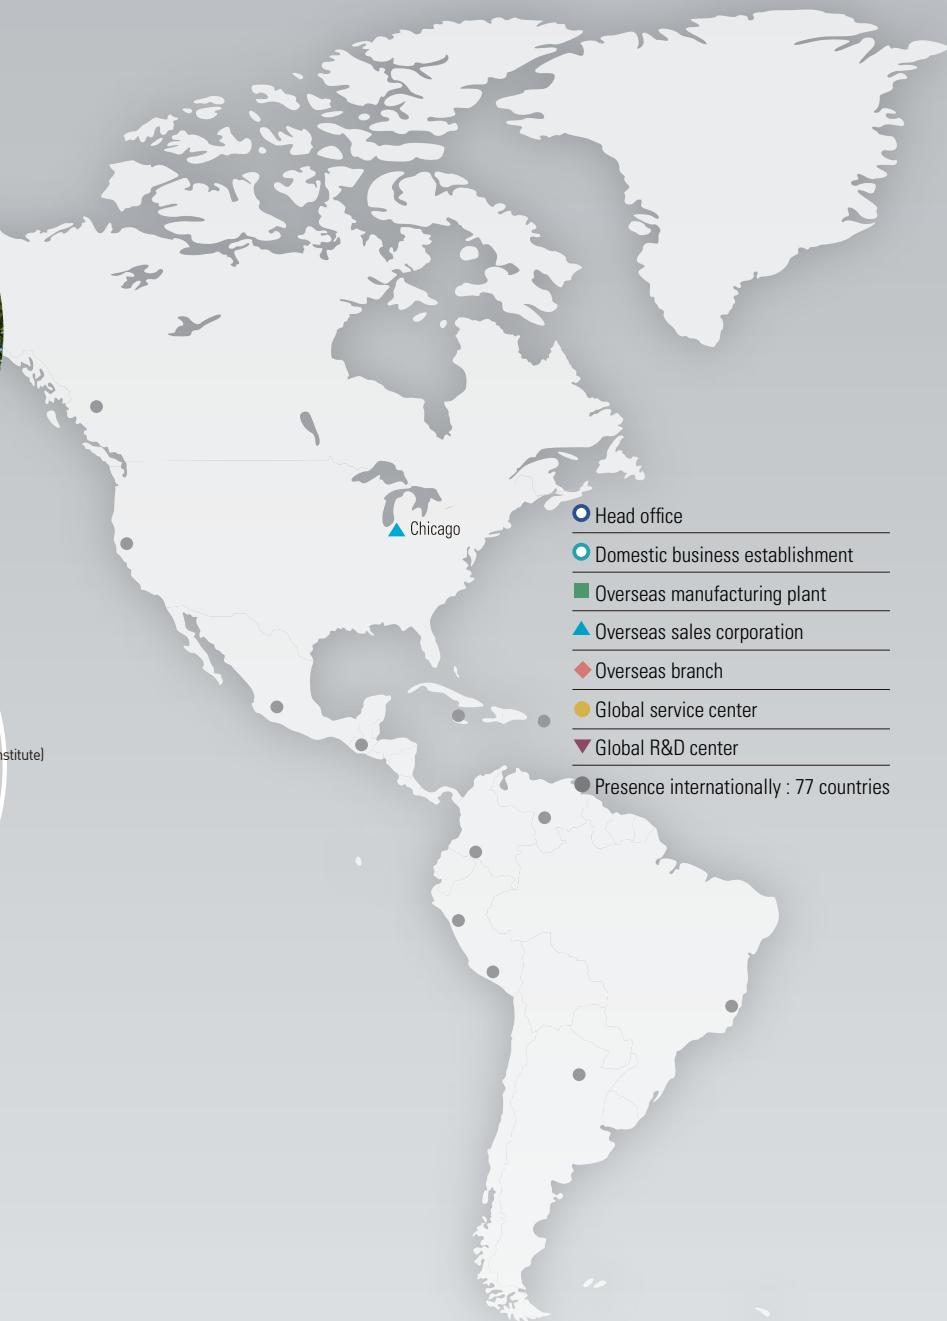 Chicago
Head office
Domestic business establishment
Overseas manufacturing plant
Overseas sales corporation
Overseas branch
Global service center
Global R&D center
nstitute)
Presence internationally : 77 countries